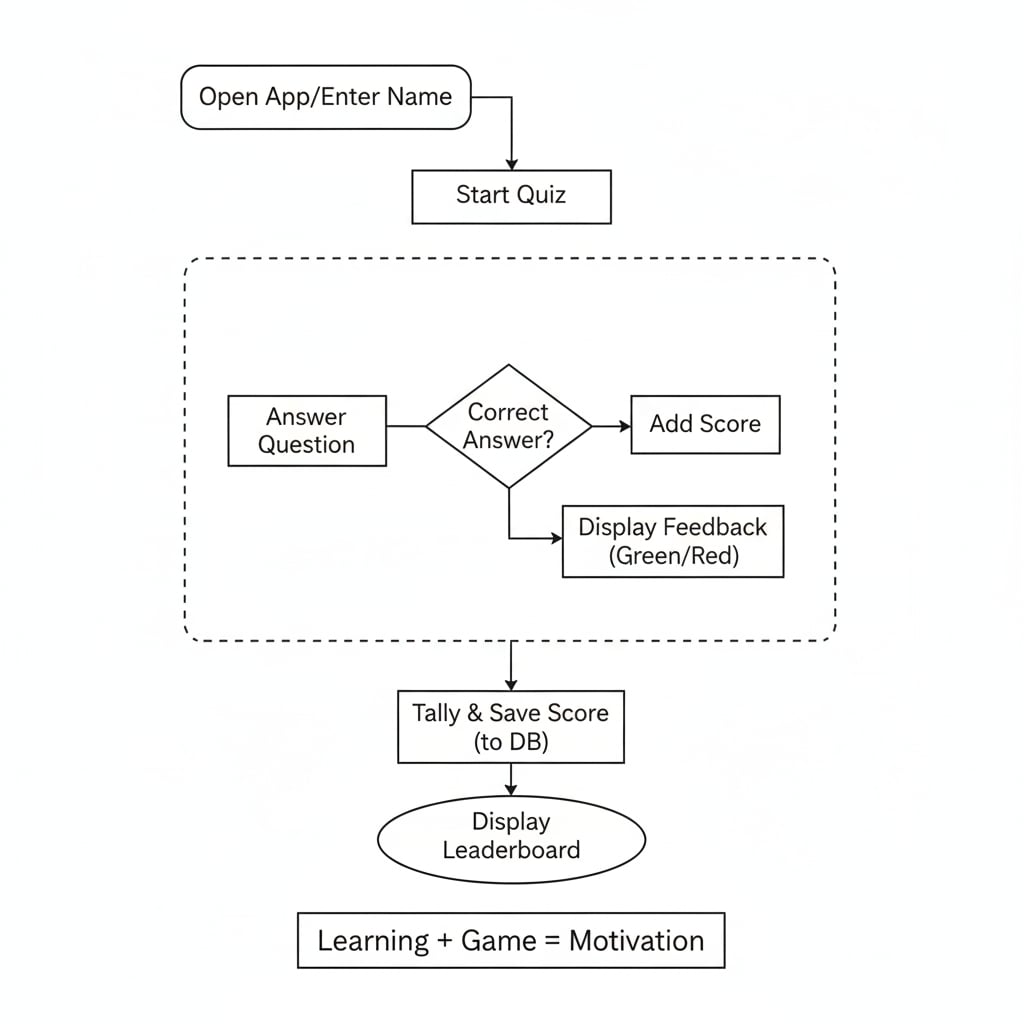 Open App/Enter Name
Start Quiz
Answer
Question
Correct
Answer?
Add Score
Display Feedback
(Green/Red)
Tally & Save Score
(to DB)
Display
Leaderboard
Learning + Game = Motivation